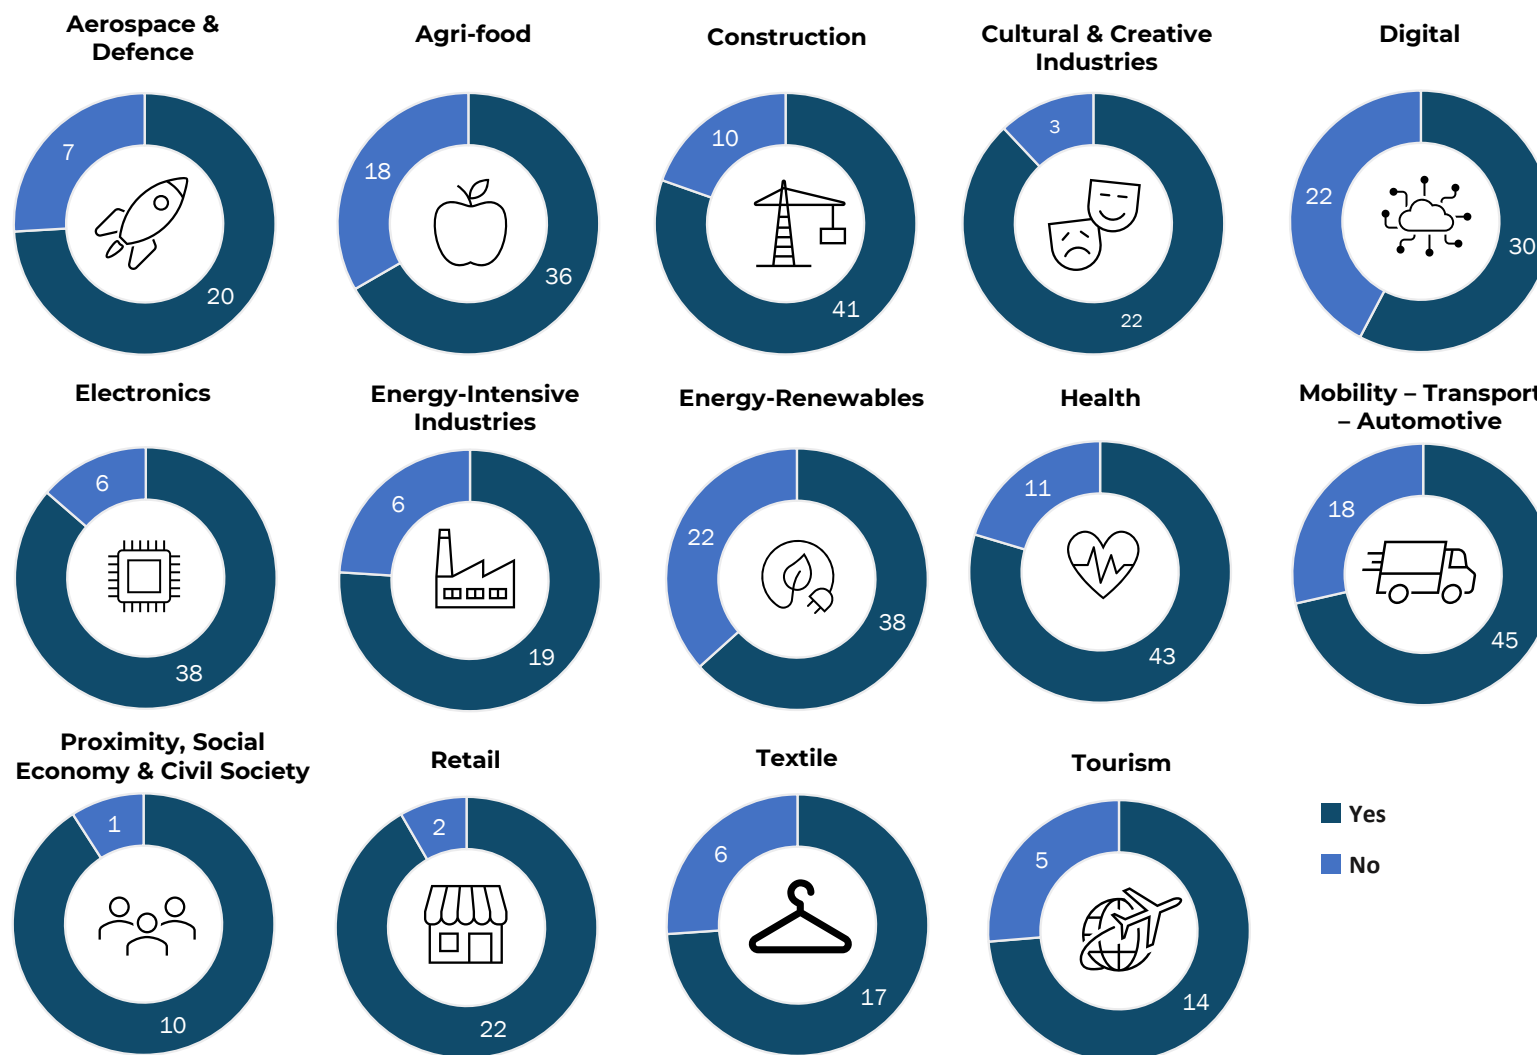 Aerospace &
Defence
Agri-food
Construction
Cultural & Creative
Industries
Digital
7
20
18
36
10
41
3
22
22
30
Electronics
Energy-Intensive
Industries
Energy-Renewables
Health
Mobility – Transport
– Automotive
6
38
6
19
22
38
11
43
18
45
Proximity, Social
Economy & Civil Society
Retail
Textile
Tourism
1
10
2
22
6
17
5
14
Yes
No